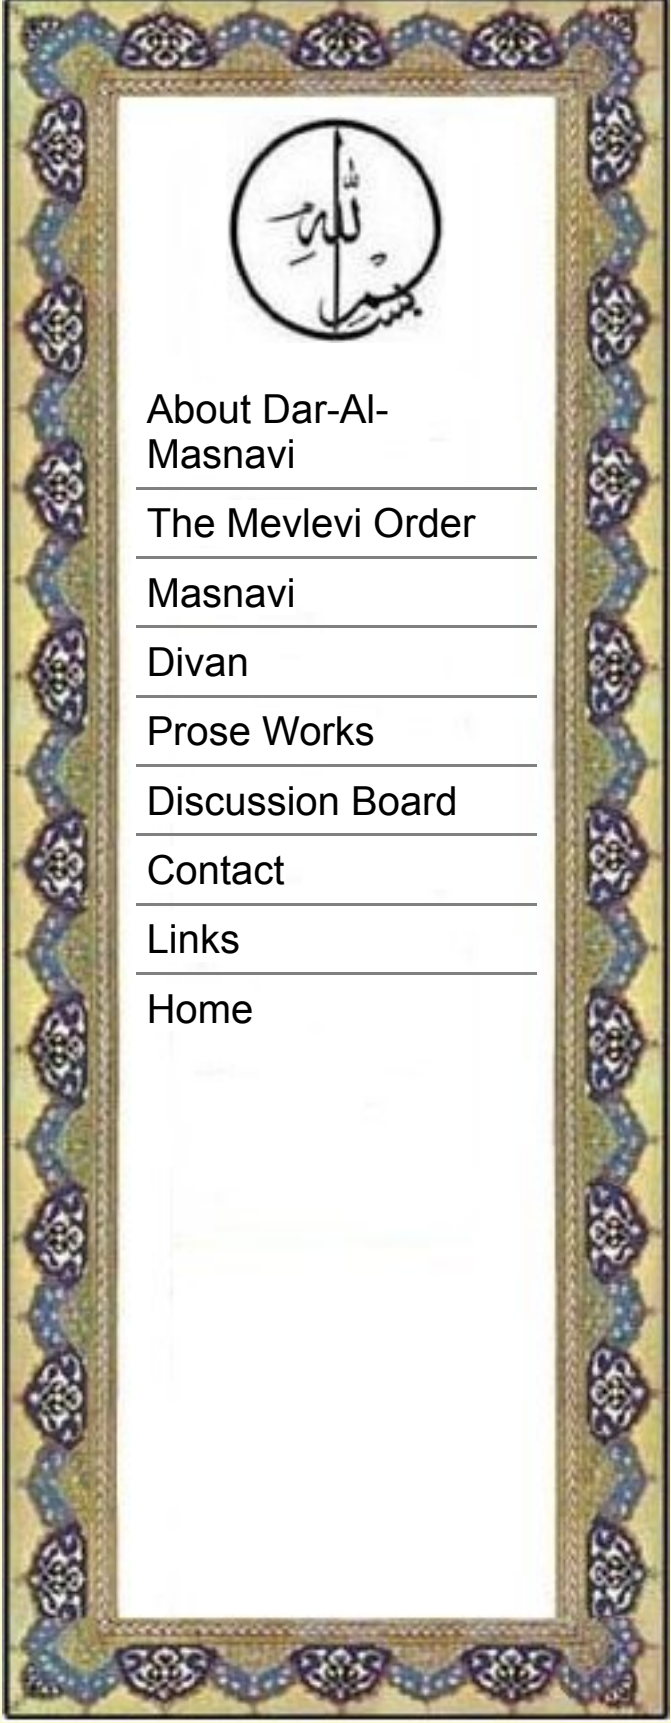 بسم الله
About Dar-Al-
Masnavi
The Mevlevi Order
Masnavi
Divan
Prose Works
Discussion Board
Contact
Links
Home